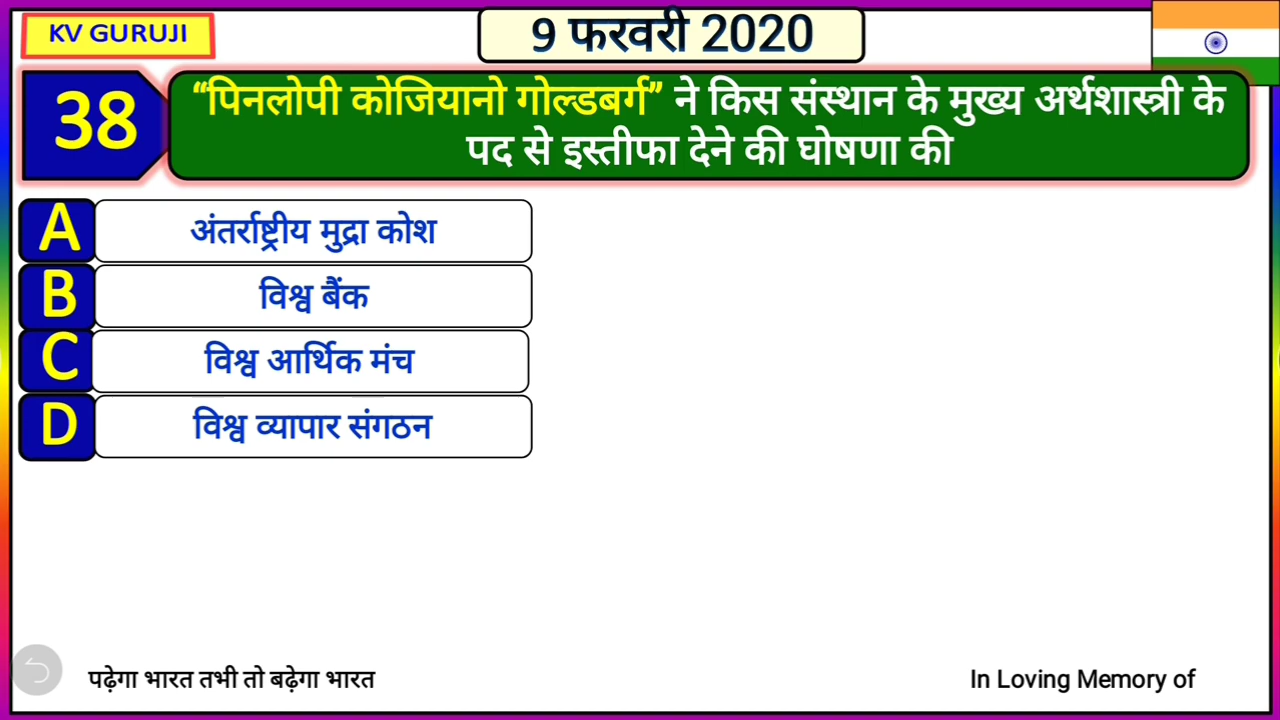 KV GURUJI
9 फरवरी 2020
38
“पिनलोपी कोजियानो गोल्डबर्ग” ने किस संस्थान के मुख्य अर्थशास्त्री के
पद से इस्तीफा देने की घोषणा की
A
अंतर्राष्ट्रीय मुद्रा कोश
B
विश्व बैंक
C
विश्व आर्थिक मंच
D
विश्व व्यापार संगठन
पढ़ेगा भारत तभी तो बढ़ेगा भारत
In Loving Memory of